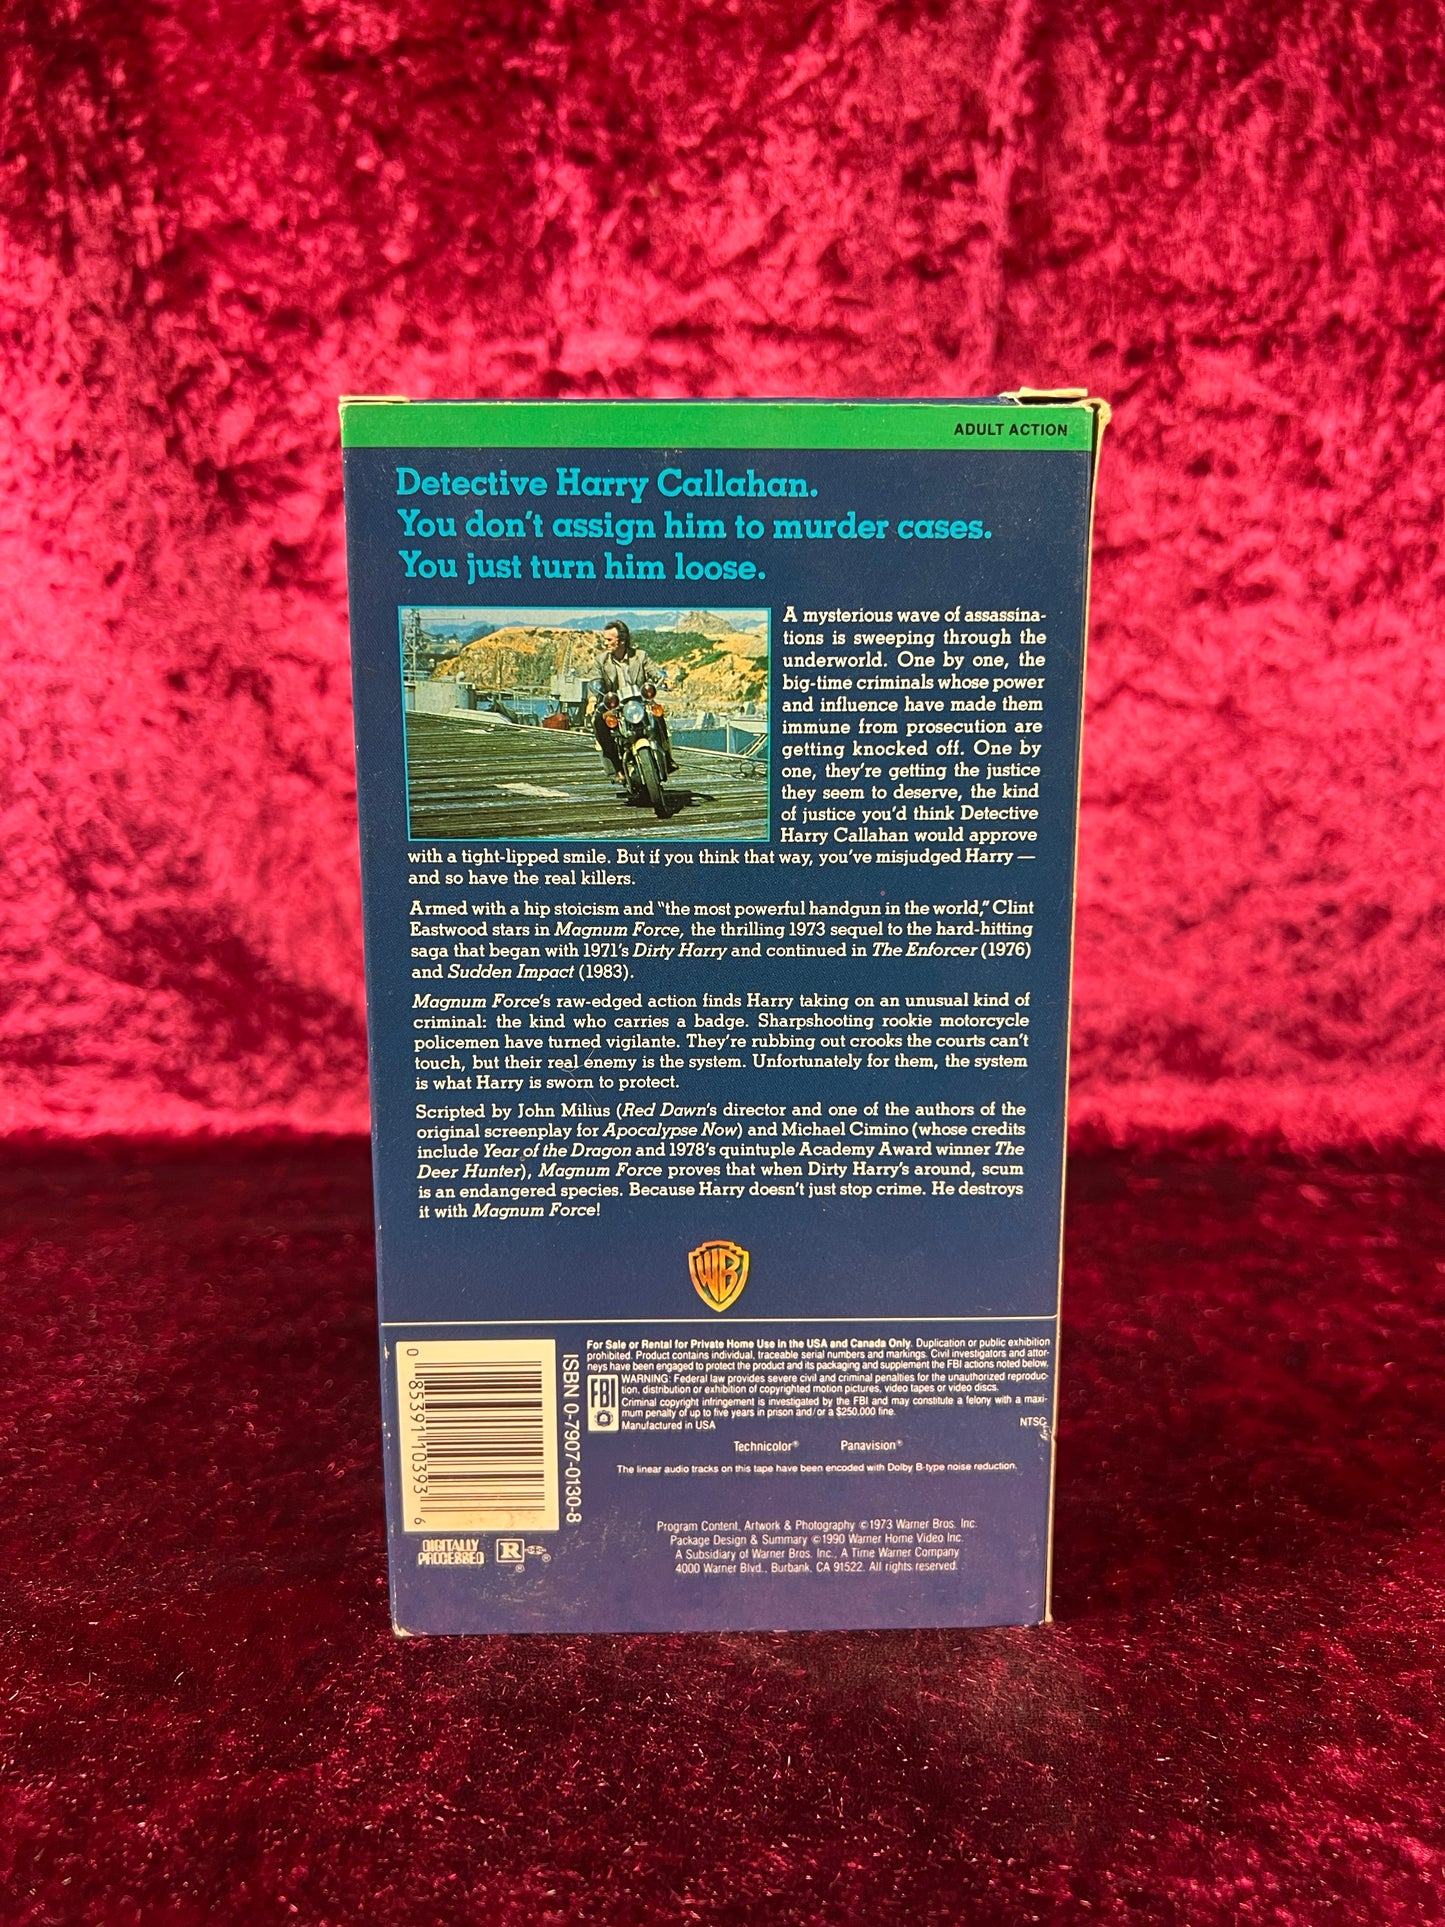 ADULT ACTION
Detective Harry Callahan.
You don't assign him to murder cases.
You just turn him loose.
A mysterious wave of assassina-
tions is sweeping through the
underworld. One by one, the
big-time criminals whose power
and influence have made them
immune from prosecution are
getting knocked off. One by
one, they're getting the justice
they seem to deserve, the kind
of justice you'd think Detective
Harry Callahan would approve
with a tight-lipped smile. But if you think that way, you've misjudged Harry —
and so have the real killers.
Armed with a hip stoicism and "the most powerful handgun in the world," Clint
Eastwood stars in Magnum Force, the thrilling 1973 sequel to the hard-hitting
saga that began with 1971's Dirty Harry and continued in The Enforcer (1976)
and Sudden Impact (1983).
Magnum Force's raw-edged action finds Harry taking on an unusual kind of
criminal: the kind who carries a badge. Sharpshooting rookie motorcycle
policemen have turned vigilante. They're rubbing out crooks the courts can't
touch, but their real enemy is the system. Unfortunately for them, the system
is what Harry is sworn to protect.
Scripted by John Milius (Red Dawn's director and one of the authors of the
original screenplay for Apocalypse Now) and Michael Cimino (whose credits
include Year of the Dragon and 1978's quintuple Academy Award winner The
Deer Hunter), Magnum Force proves that when Dirty Harry's around, scum
is an endangered species. Because Harry doesn't just stop crime. He destroys
it with Magnum Force!
WB
0 85391 10393 6
ISBN 0-7907-0130-8
For Sale or Rental for Private Home Use in the USA and Canada Only. Duplication or public exhibition
prohibited. Product contains individual, traceable serial numbers and markings. Civil investigators and attor-
neys have been engaged to protect the product and its packaging and supplement the FBI actions noted below.
FBI
WARNING: Federal law provides severe civil and criminal penalties for the unauthorized reproduc-
tion, distribution or exhibition of copyrighted motion pictures, video tapes or video discs.
Criminal copyright infringement is investigated by the FBI and may constitute a felony with a maxi-
mum penalty of up to five years in prison and/or a $250,000 fine.
Manufactured in USA
NTSC
Technicolor® Panavision®
The linear audio tracks on this tape have been encoded with Dolby B-type noise reduction.
DIGITALLY
PROCESSED
R
®
®
Program Content, Artwork & Photography ©1973 Warner Bros. Inc.
Package Design & Summary ©1990 Warner Home Video Inc.
A Subsidiary of Warner Bros. Inc., A Time Warner Company
4000 Warner Blvd., Burbank, CA 91522. All rights reserved.